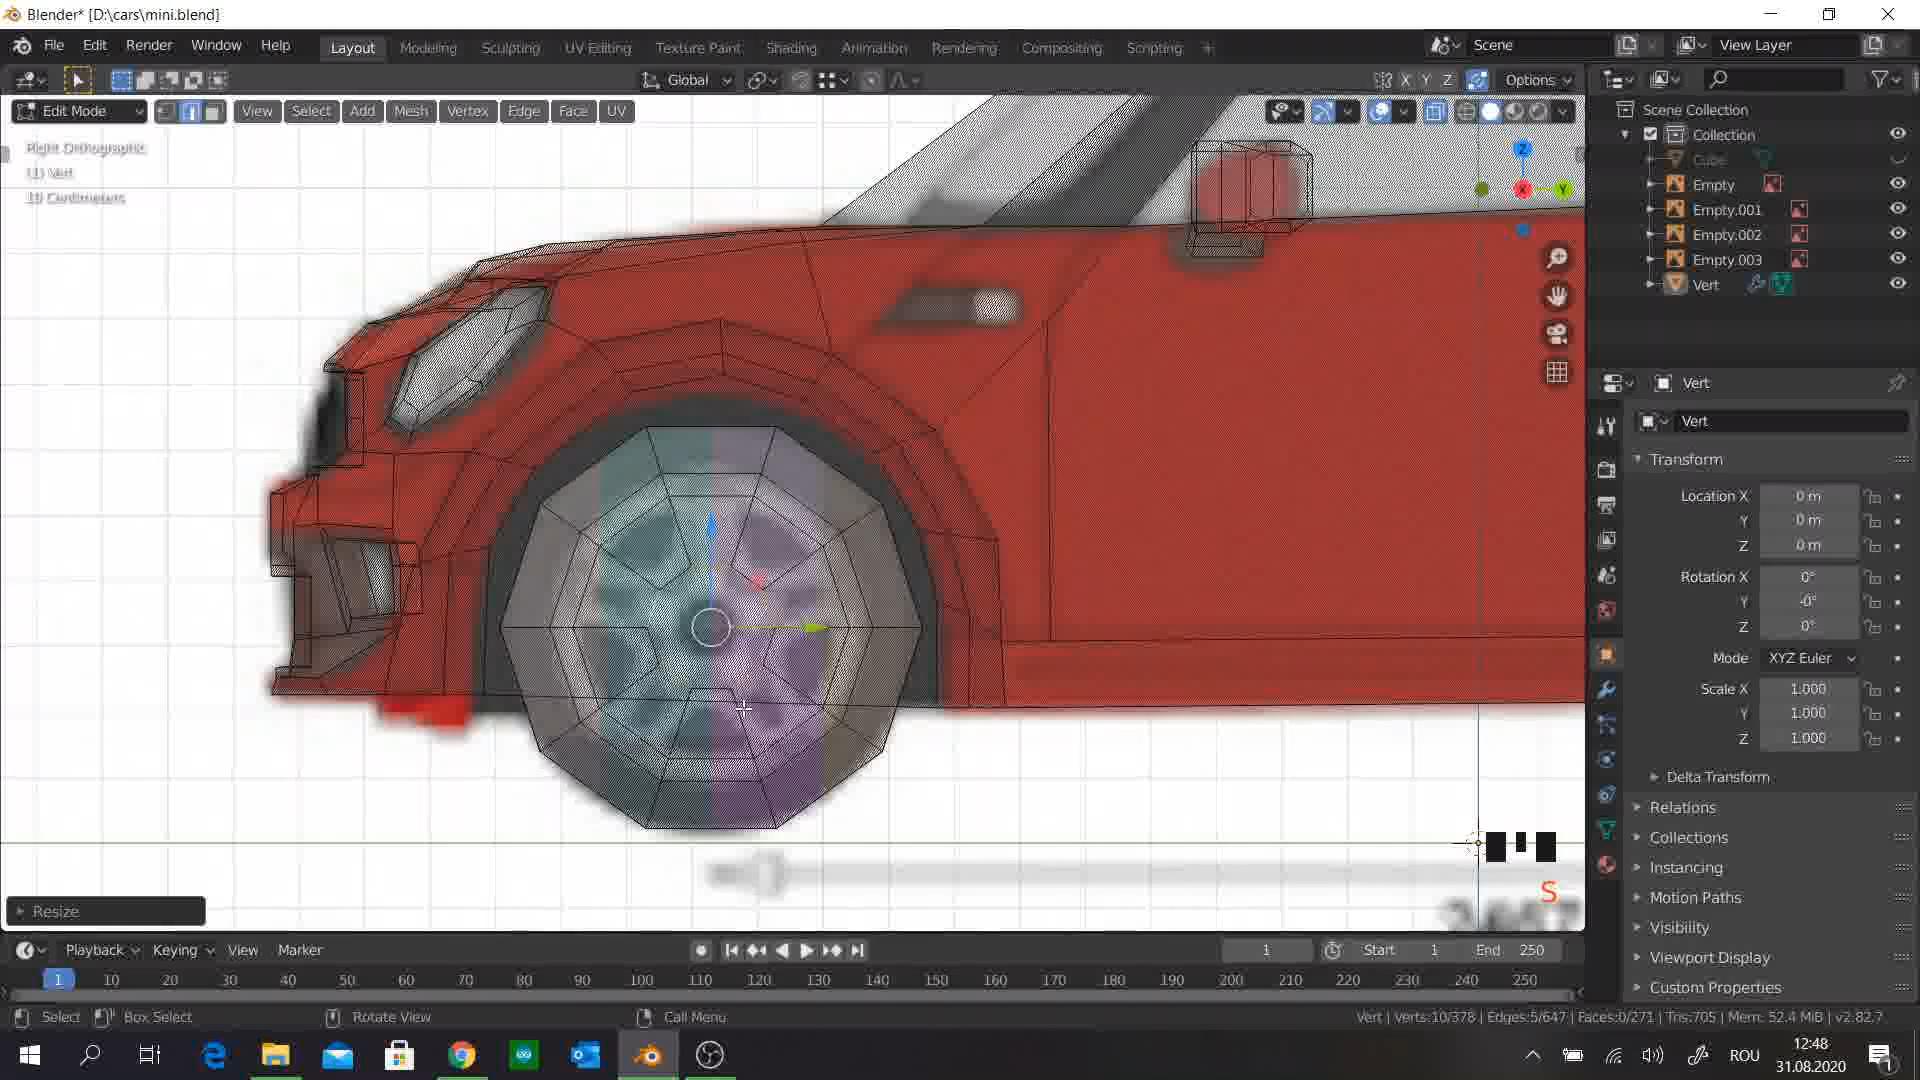 Blender* [D:\cars\mini.blend]
File Edit Render Window Help
Layout Modeling Sculpting UV Editing Texture Paint Shading Animation Rendering Compositing Scripting +
Scene View Layer
Global X Y Z Options
Edit Mode View Select Add Mesh Vertex Edge Face UV
Right Orthographic
(1) Vert
10 Centimeters
Z
X
Y
Scene Collection
Collection
Cube
Empty
Empty.001
Empty.002
Empty.003
Vert
Vert
Vert
Transform
Location X 0 m
Y 0 m
Z 0 m
Rotation X 0°
Y -0°
Z 0°
Mode XYZ Euler
Scale X 1.000
Y 1.000
Z 1.000
Delta Transform
Relations
Collections
Instancing
Motion Paths
Visibility
Viewport Display
Custom Properties
S
Resize
Playback Keying View Marker 1 Start 1 End 250
1 10 20 30 40 50 60 70 80 90 100 110 120 130 140 150 160 170 180 190 200 210 220 230 240 250
Select Box Select Rotate View Call Menu Vert | Verts:10/378 | Edges:5/647 | Faces:0/271 | Tris:705 | Mem: 52.4 MiB | v2.82.7
ROU
12:48
31.08.2020
1